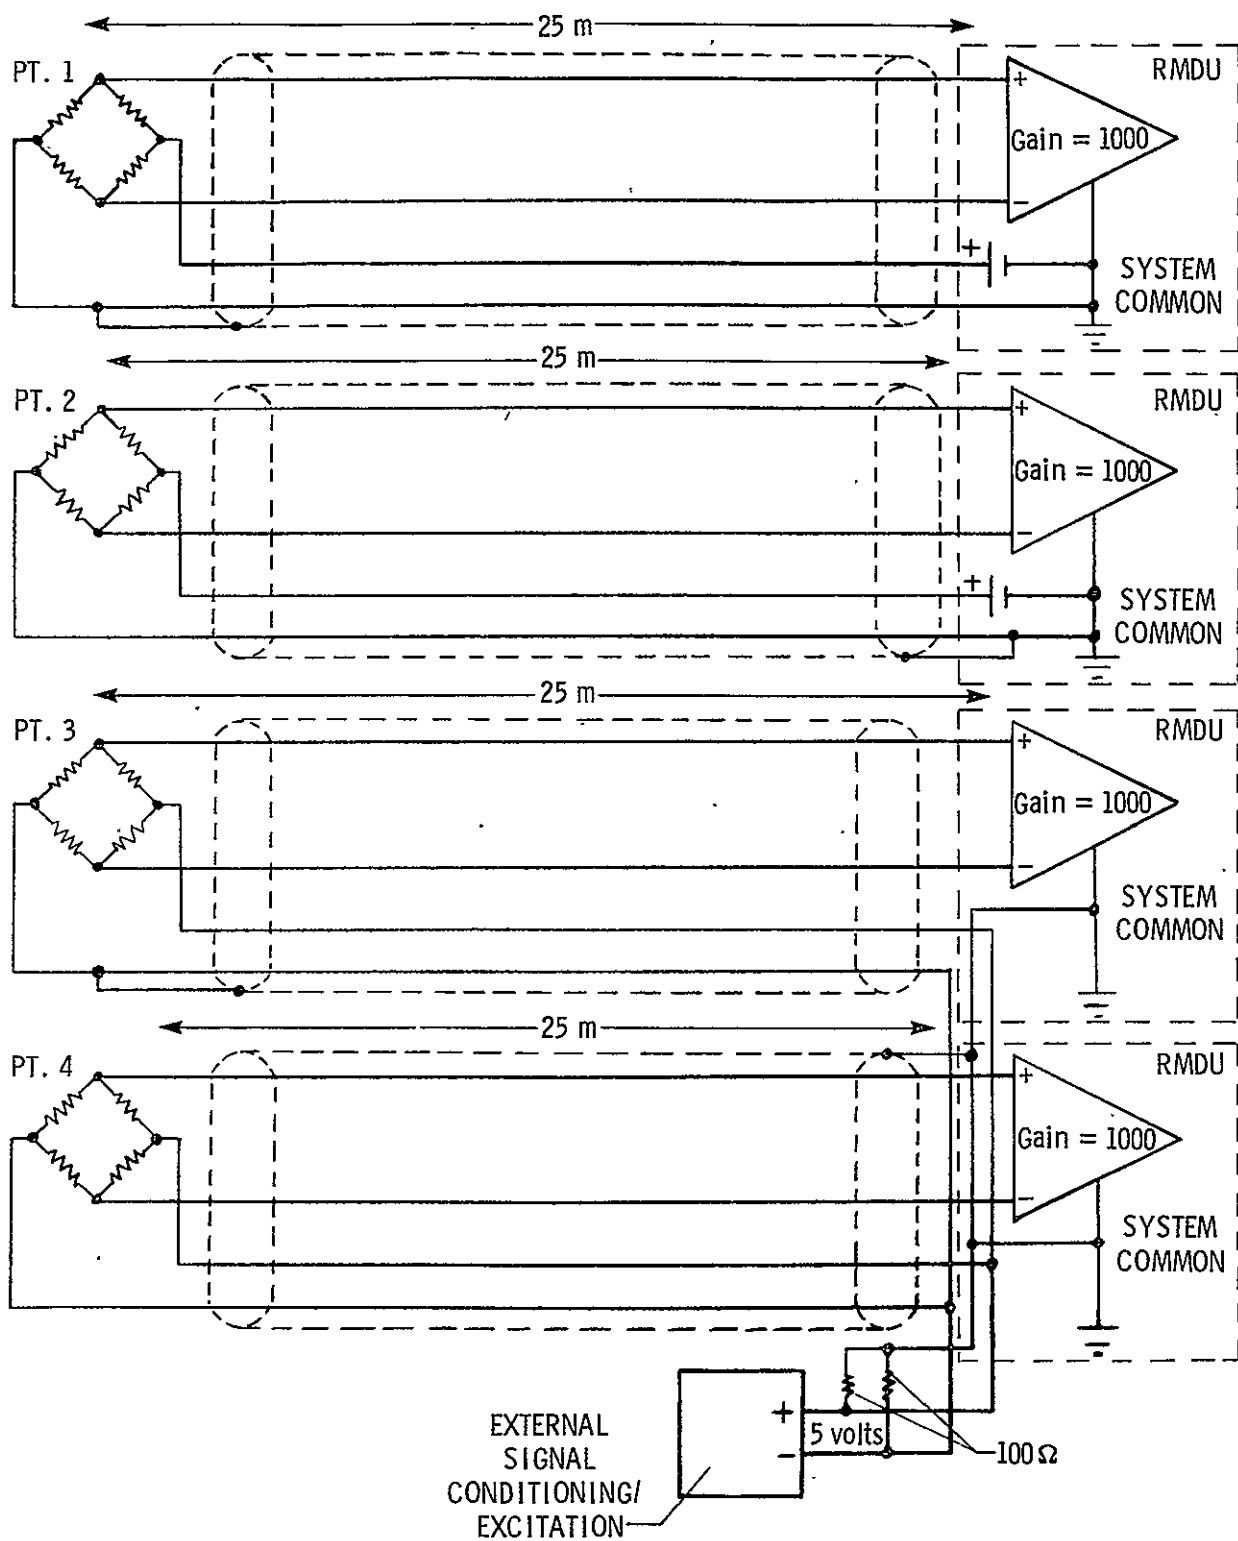 25 m
PT. 1
RMDU
+
Gain = 1000
−
+
SYSTEM
COMMON
25 m
PT. 2
RMDU
+
Gain = 1000
−
+
SYSTEM
COMMON
25 m
PT. 3
RMDU
+
Gain = 1000
−
SYSTEM
COMMON
25 m
PT. 4
RMDU
+
Gain = 1000
−
SYSTEM
COMMON
+
5 volts
−
100 Ω
EXTERNAL
SIGNAL
CONDITIONING/
EXCITATION